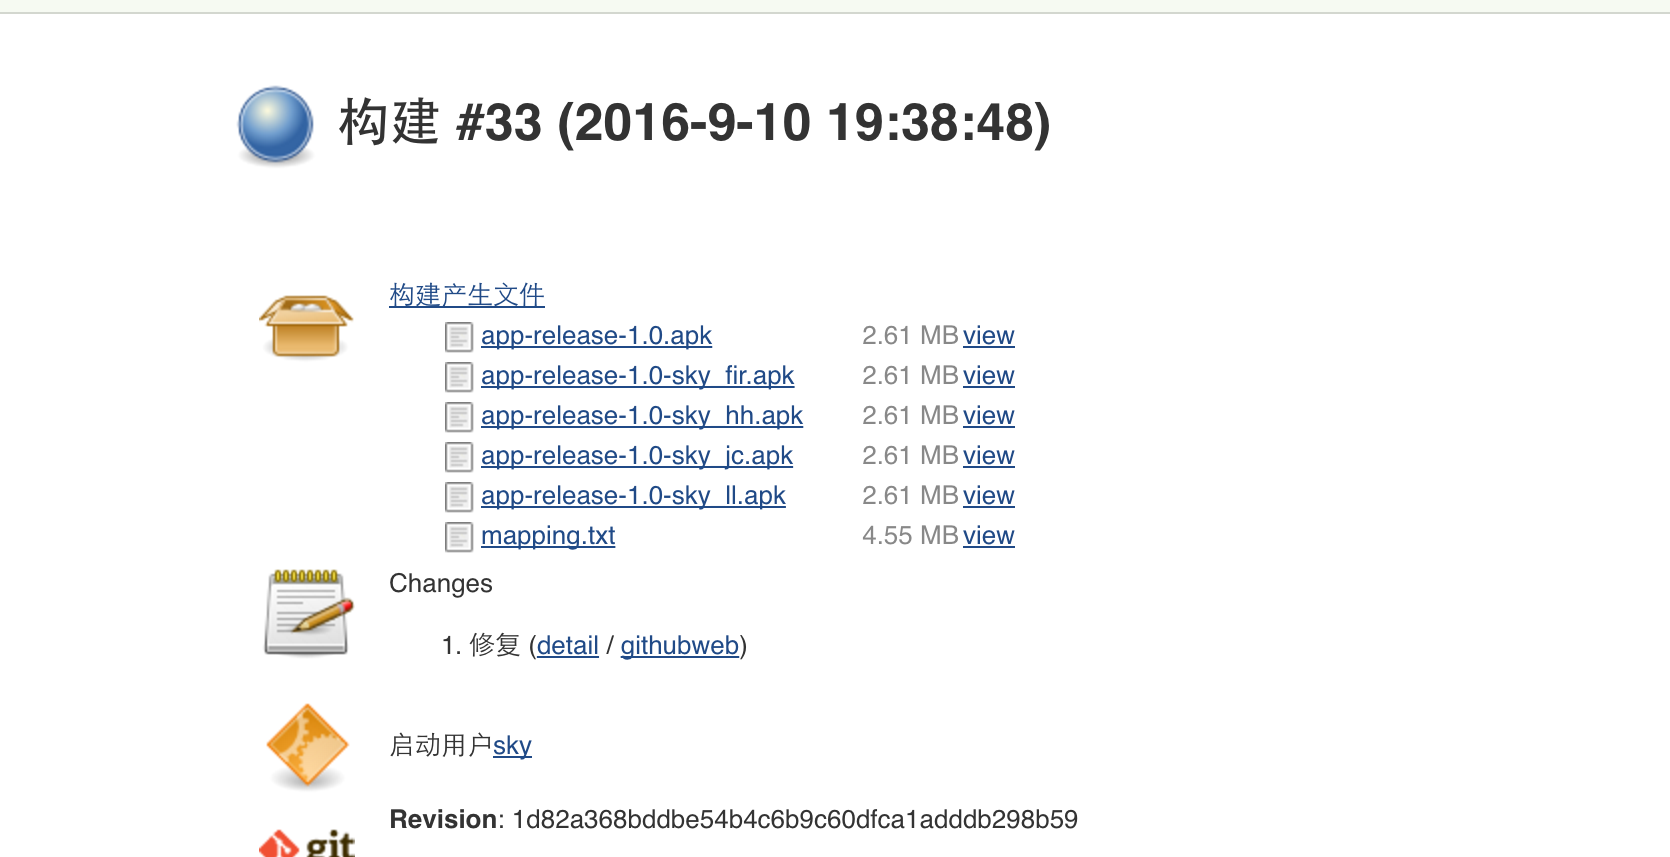 构建 #33 (2016-9-10 19:38:48)
构建产生文件
app-release-1.0.apk 2.61 MB view
app-release-1.0-sky_fir.apk 2.61 MB view
app-release-1.0-sky_hh.apk 2.61 MB view
app-release-1.0-sky_jc.apk 2.61 MB view
app-release-1.0-sky_ll.apk 2.61 MB view
mapping.txt 4.55 MB view
Changes
1. 修复 (detail / githubweb)
启动用户sky
Revision: 1d82a368bddbe54b4c6b9c60dfca1adddb298b59
git